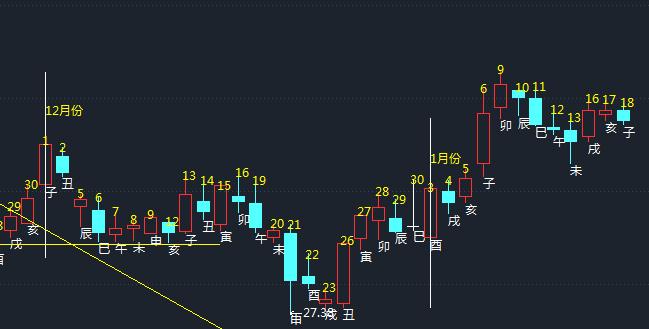 12月份
1月份
1
2
5
6
7
8
9
12
13
14
15
16
19
20
21
22
23
26
27
28
29
30
3
4
5
6
9
10
11
12
13
16
17
18
29
30
戌
亥
子
丑
辰
巳
午
未
申
亥
子
丑
寅
卯
午
未
申
酉
戌
丑
寅
卯
辰
巳
酉
戌
亥
子
卯
辰
巳
午
未
戌
亥
子
27.38